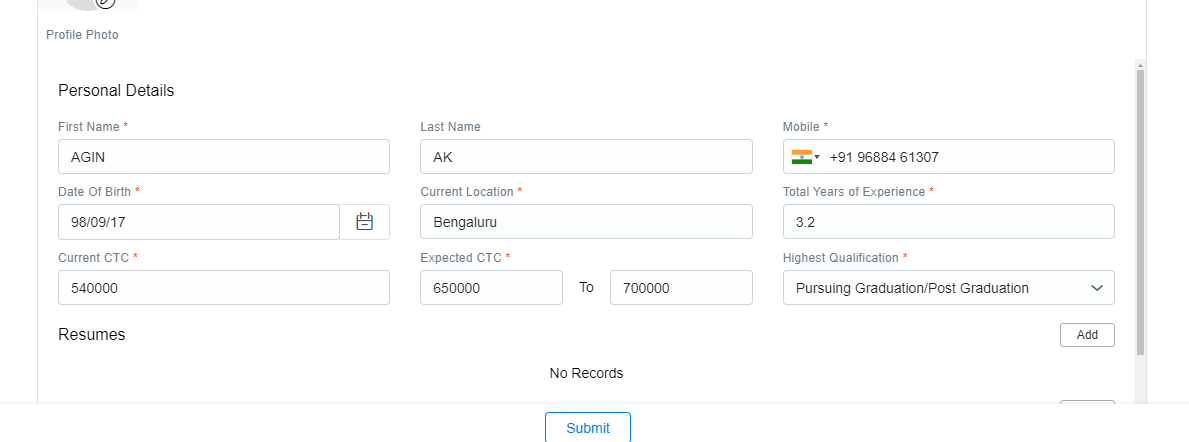 Profile Photo
Personal Details
First Name * Last Name Mobile *
AGIN AK +91 96884 61307
Date Of Birth * Current Location * Total Years of Experience *
98/09/17 Bengaluru 3.2
Current CTC * Expected CTC * Highest Qualification *
540000 650000 To 700000 Pursuing Graduation/Post Graduation
Resumes Add
No Records
Submit